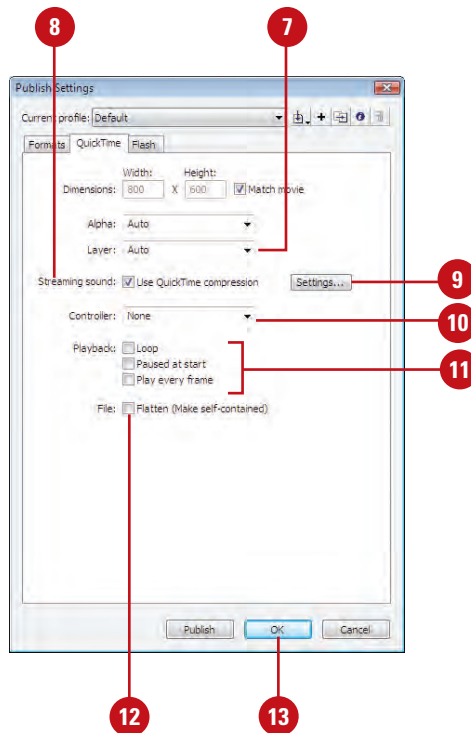 8
7
Publish Settings
Current profile: Default
Formats QuickTime Flash
Width: Height:
Dimensions: 800 X 600 Match movie
Alpha: Auto
Layer: Auto
Streaming sound: Use QuickTime compression Settings...
9
Controller: None
10
Playback: Loop
Paused at start
11
Play every frame
File: Flatten (Make self-contained)
Publish OK Cancel
12
13